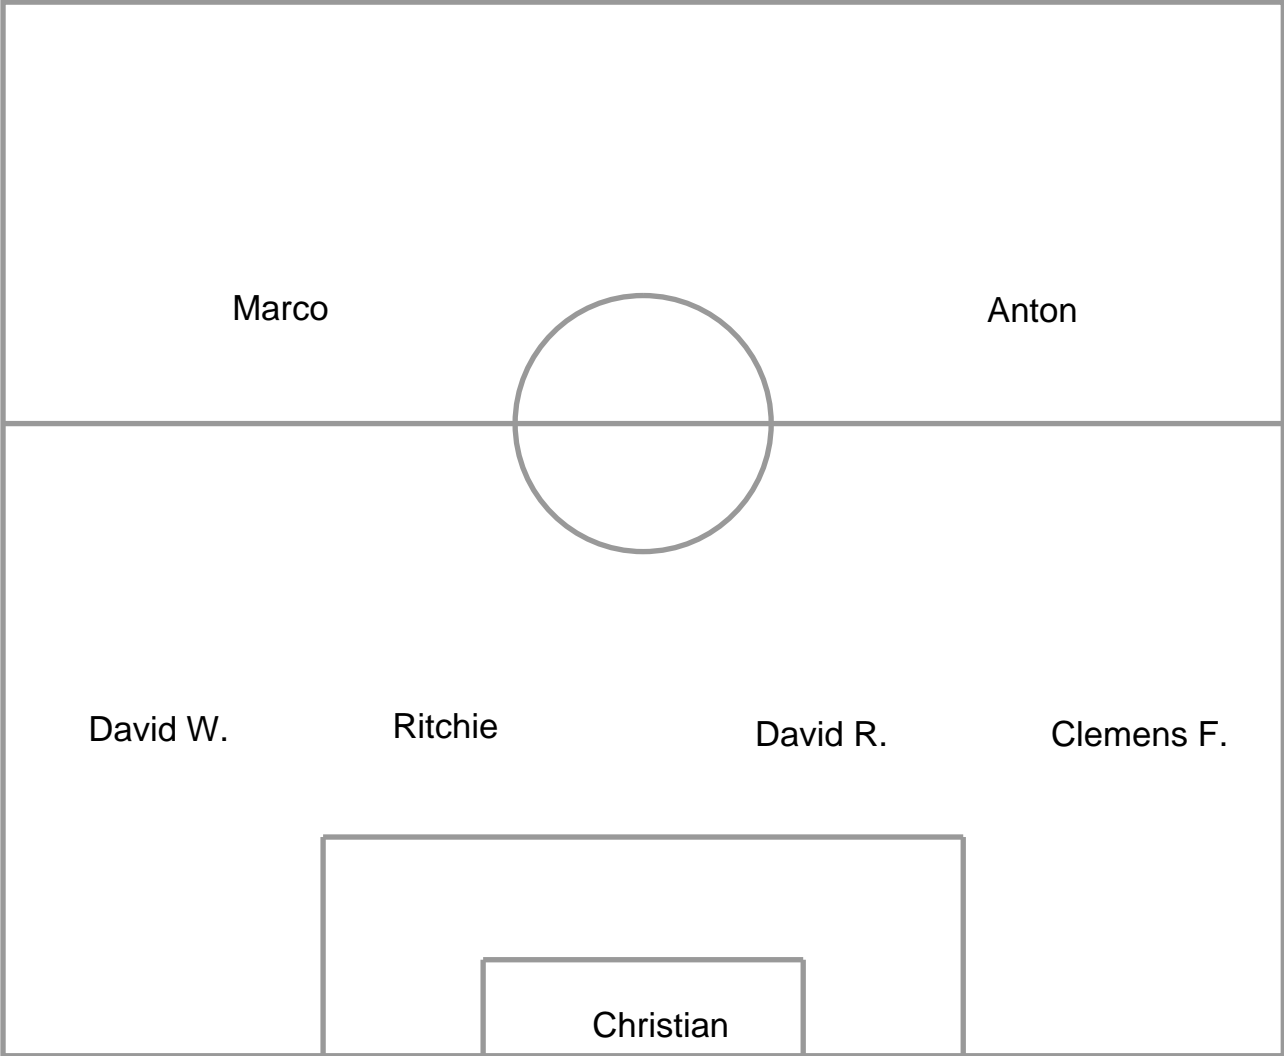 Marco
Anton
David W.
Ritchie
David R.
Clemens F.
Christian